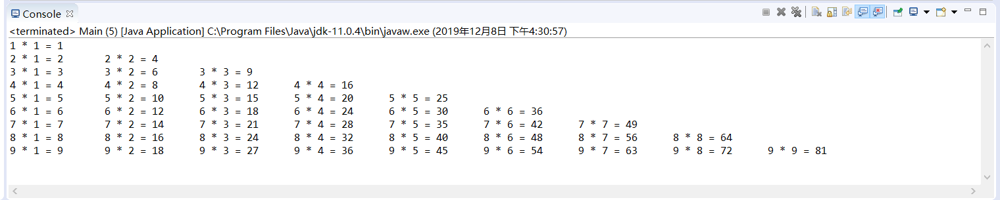 Console
<terminated> Main (5) [Java Application] C:\Program Files\Java\jdk-11.0.4\bin\javaw.exe (2019年12月8日 下午4:30:57)
1 * 1 = 1
2 * 1 = 2 2 * 2 = 4
3 * 1 = 3 3 * 2 = 6 3 * 3 = 9
4 * 1 = 4 4 * 2 = 8 4 * 3 = 12 4 * 4 = 16
5 * 1 = 5 5 * 2 = 10 5 * 3 = 15 5 * 4 = 20 5 * 5 = 25
6 * 1 = 6 6 * 2 = 12 6 * 3 = 18 6 * 4 = 24 6 * 5 = 30 6 * 6 = 36
7 * 1 = 7 7 * 2 = 14 7 * 3 = 21 7 * 4 = 28 7 * 5 = 35 7 * 6 = 42 7 * 7 = 49
8 * 1 = 8 8 * 2 = 16 8 * 3 = 24 8 * 4 = 32 8 * 5 = 40 8 * 6 = 48 8 * 7 = 56 8 * 8 = 64
9 * 1 = 9 9 * 2 = 18 9 * 3 = 27 9 * 4 = 36 9 * 5 = 45 9 * 6 = 54 9 * 7 = 63 9 * 8 = 72 9 * 9 = 81